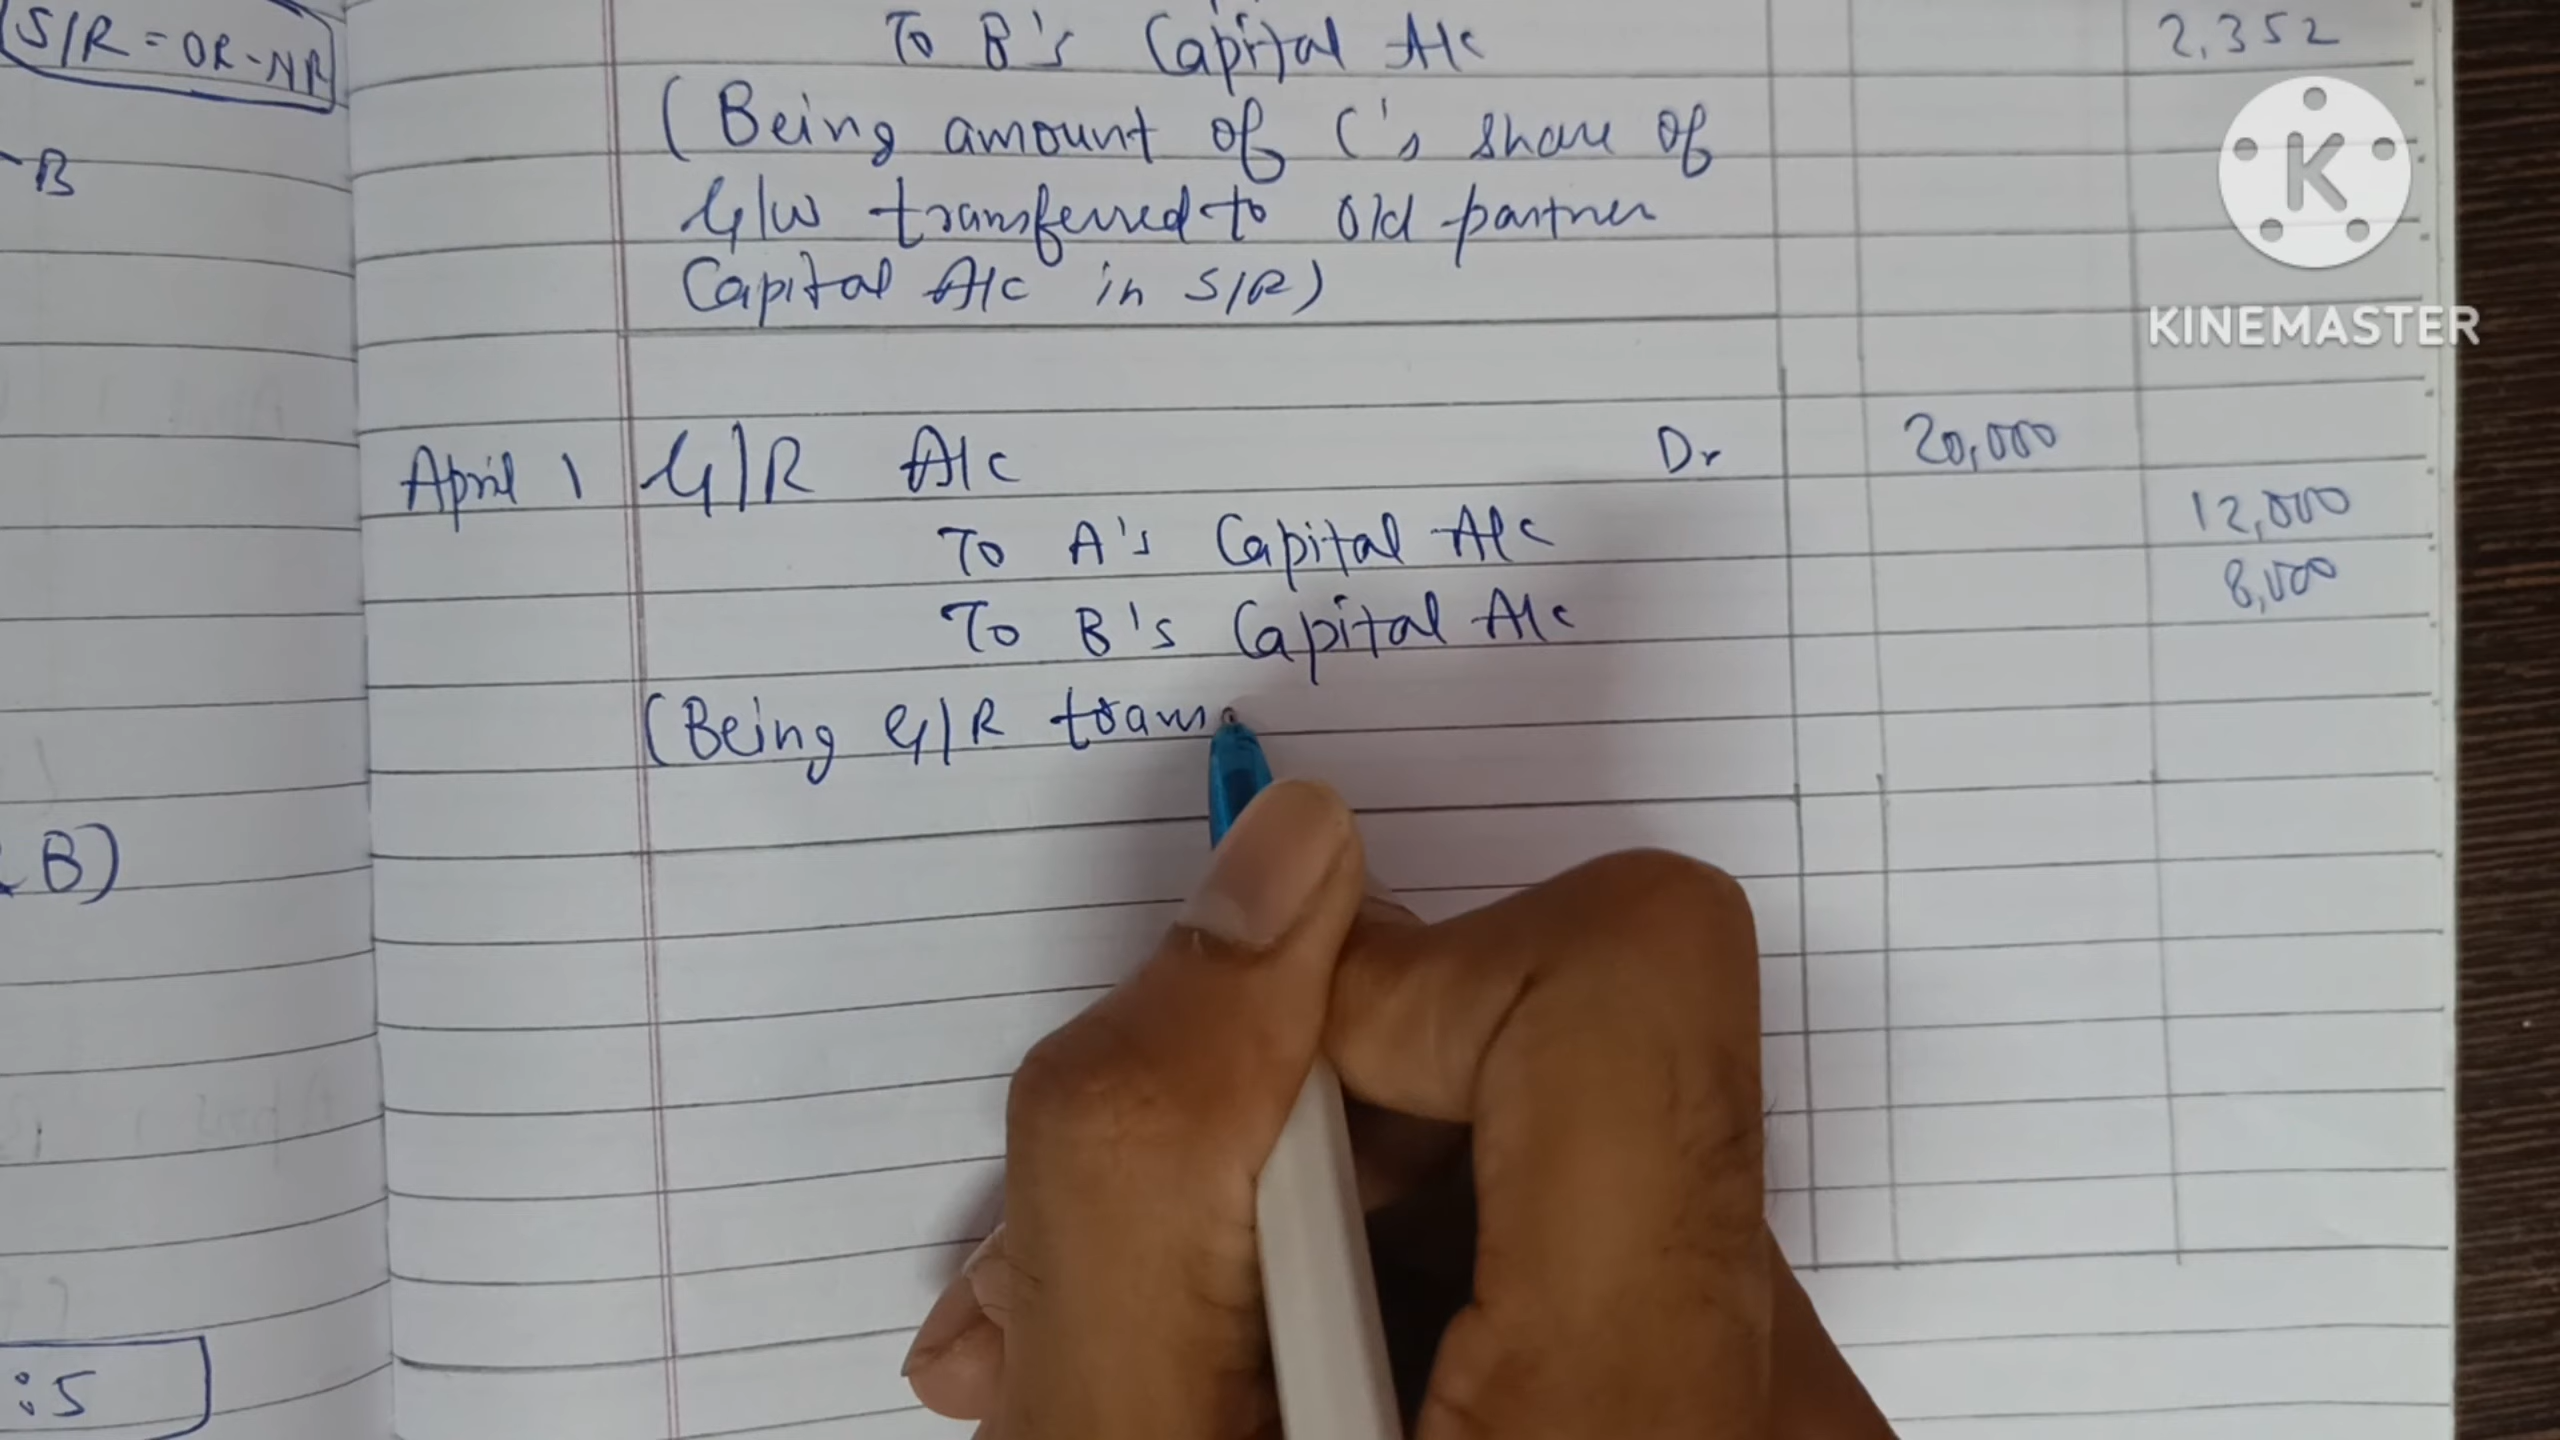 S/R = OR - NR
B
B)
: 5
To B's Capital A/c 2,352
(Being amount of C's share of
G/W transferred to old partner
Capital A/c in S/R)
April 1 G/R A/c Dr 20,000
To A's Capital A/c 12,000
To B's Capital A/c 8,000
(Being G/R trans
K
KINEMASTER